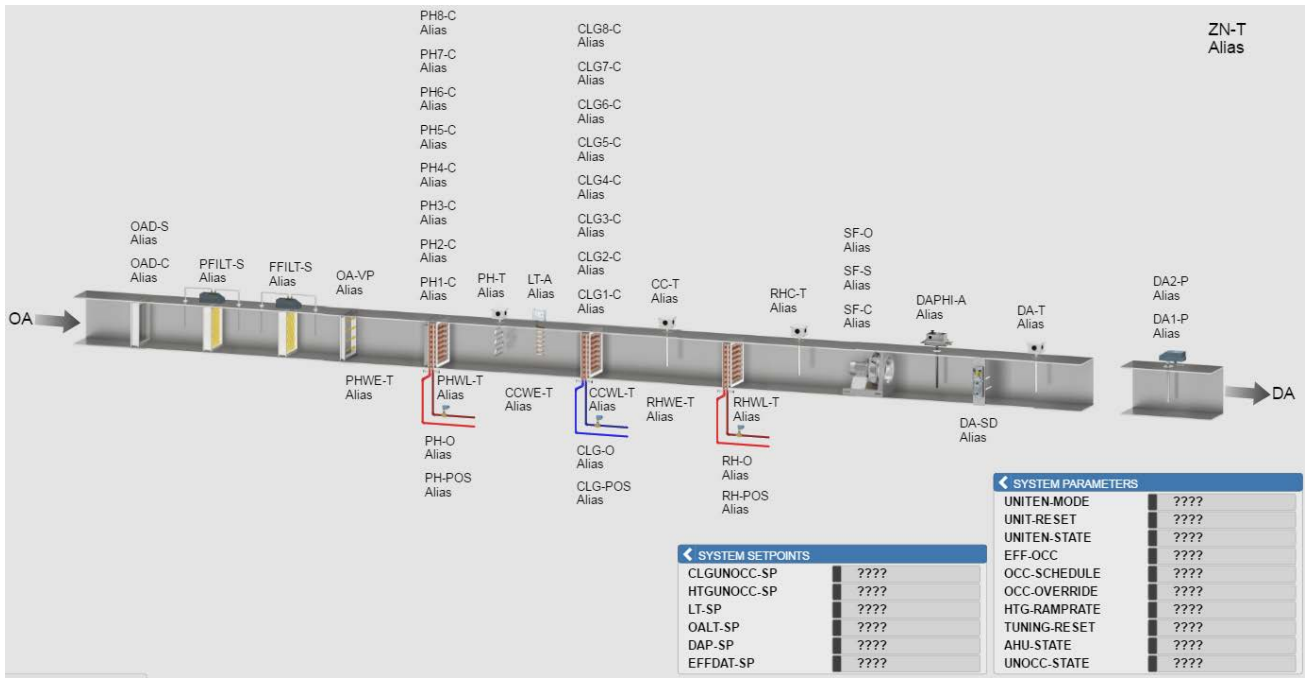 PH8-C
Alias
PH7-C
Alias
PH6-C
Alias
PH5-C
Alias
PH4-C
Alias
PH3-C
Alias
PH2-C
Alias
PH1-C
Alias
CLG8-C
Alias
CLG7-C
Alias
CLG6-C
Alias
CLG5-C
Alias
CLG4-C
Alias
CLG3-C
Alias
CLG2-C
Alias
CLG1-C
Alias
ZN-T
Alias
OA
OAD-S
Alias
OAD-C
Alias
PFILT-S
Alias
FFILT-S
Alias
OA-VP
Alias
PH-T
Alias
LT-A
Alias
CC-T
Alias
RHC-T
Alias
SF-O
Alias
SF-S
Alias
SF-C
Alias
DAPHI-A
Alias
DA-T
Alias
DA2-P
Alias
DA1-P
Alias
DA
PHWE-T
Alias
PHWL-T
Alias
CCWE-T
Alias
CCWL-T
Alias
RHWE-T
Alias
RHWL-T
Alias
DA-SD
Alias
PH-O
Alias
PH-POS
Alias
CLG-O
Alias
CLG-POS
Alias
RH-O
Alias
RH-POS
Alias
SYSTEM SETPOINTS
CLGUNOCC-SP ????
HTGUNOCC-SP ????
LT-SP ????
OALT-SP ????
DAP-SP ????
EFFDAT-SP ????
SYSTEM PARAMETERS
UNITEN-MODE ????
UNIT-RESET ????
UNITEN-STATE ????
EFF-OCC ????
OCC-SCHEDULE ????
OCC-OVERRIDE ????
HTG-RAMPRATE ????
TUNING-RESET ????
AHU-STATE ????
UNOCC-STATE ????